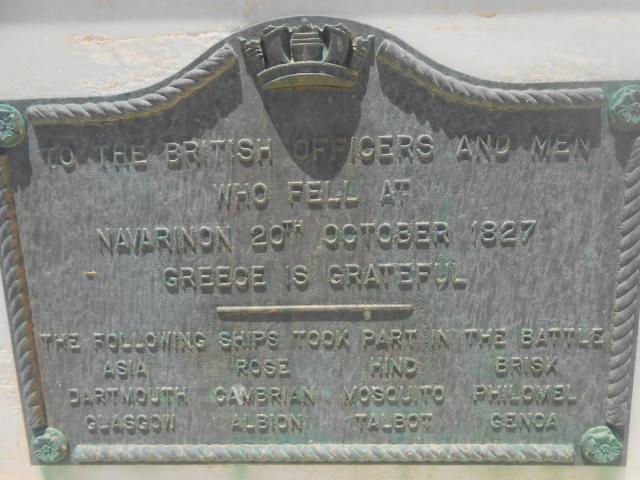 TO THE BRITISH OFFICERS AND MEN
WHO FELL AT
NAVARINON 20TH OCTOBER 1827
GREECE IS GRATEFUL
THE FOLLOWING SHIPS TOOK PART IN THE BATTLE
ASIA ROSE HIND BRISK
DARTMOUTH CAMBRIAN MOSQUITO PHILOMEL
GLASGOW ALBION TALBOT GENOA